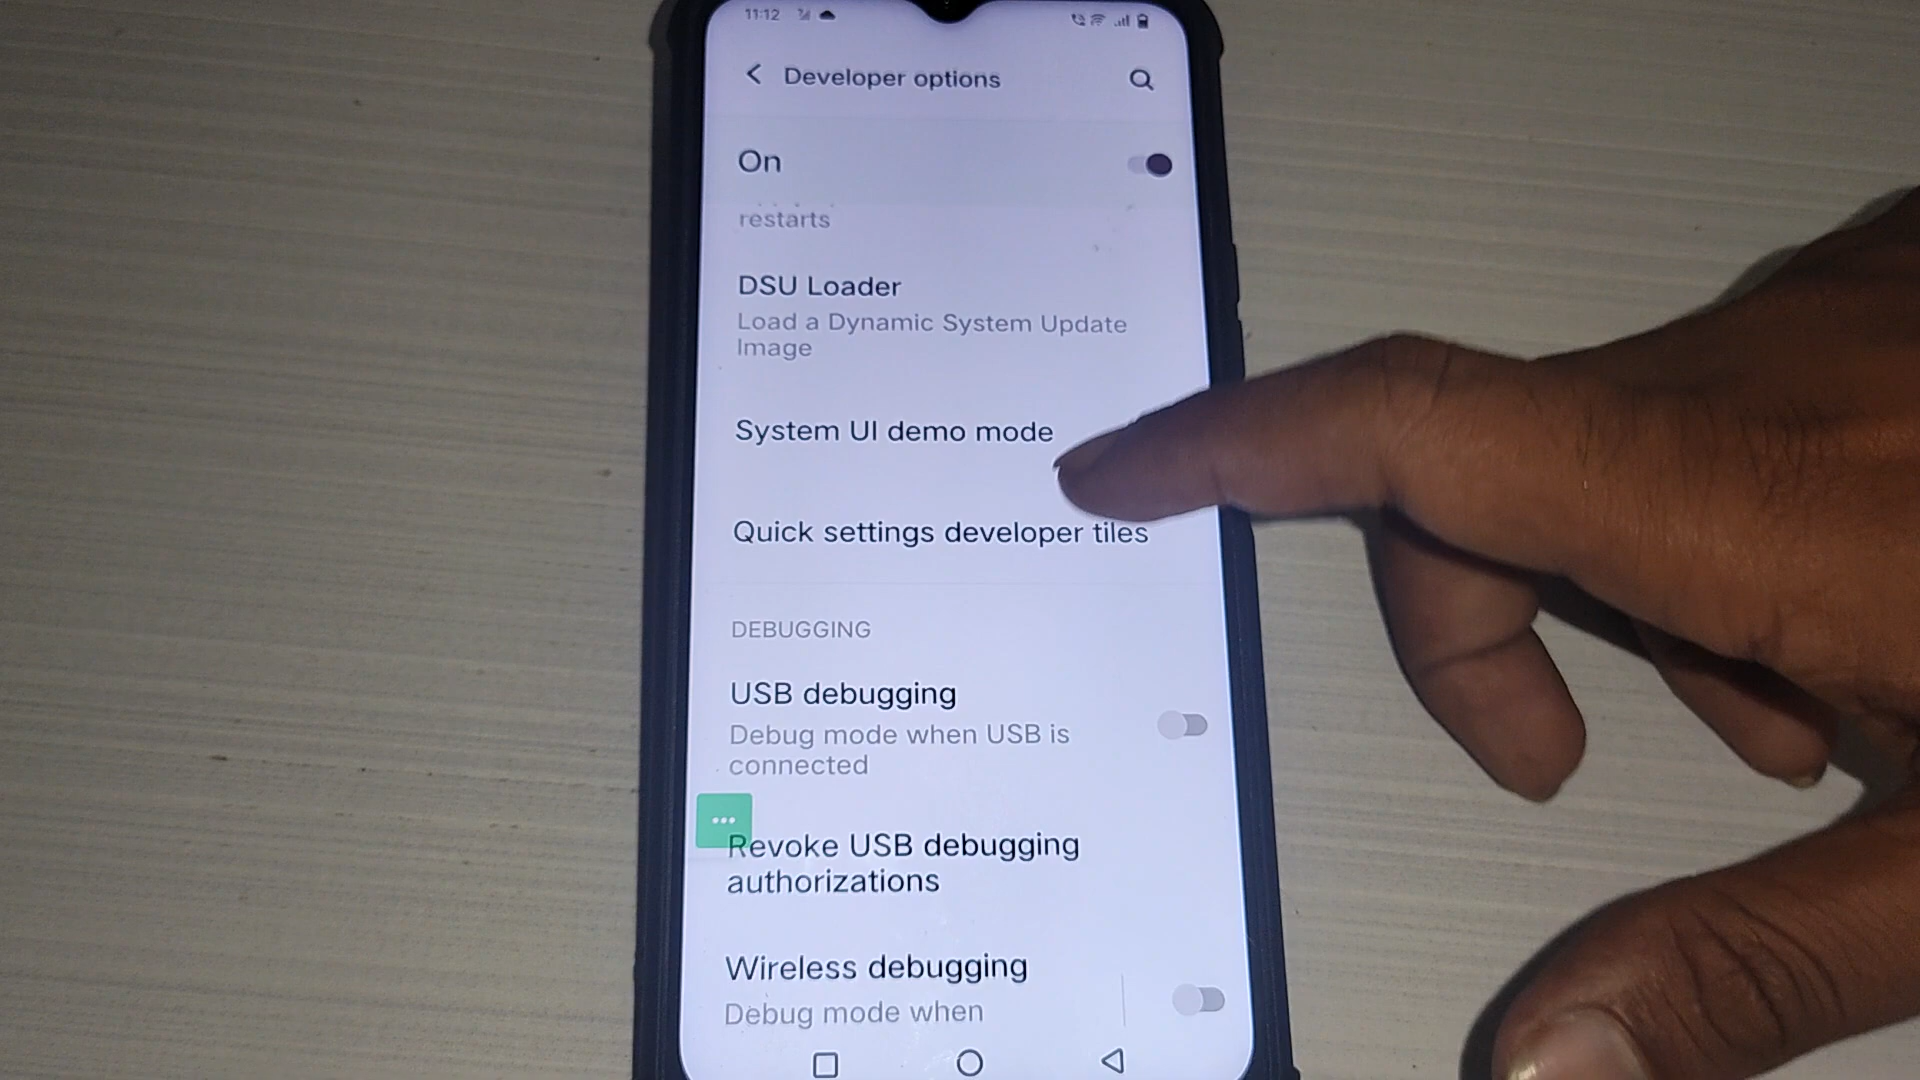 11:12
Developer options
On
restarts
DSU Loader
Load a Dynamic System Update
Image
System UI demo mode
Quick settings developer tiles
DEBUGGING
USB debugging
Debug mode when USB is
connected
Revoke USB debugging
authorizations
Wireless debugging
Debug mode when